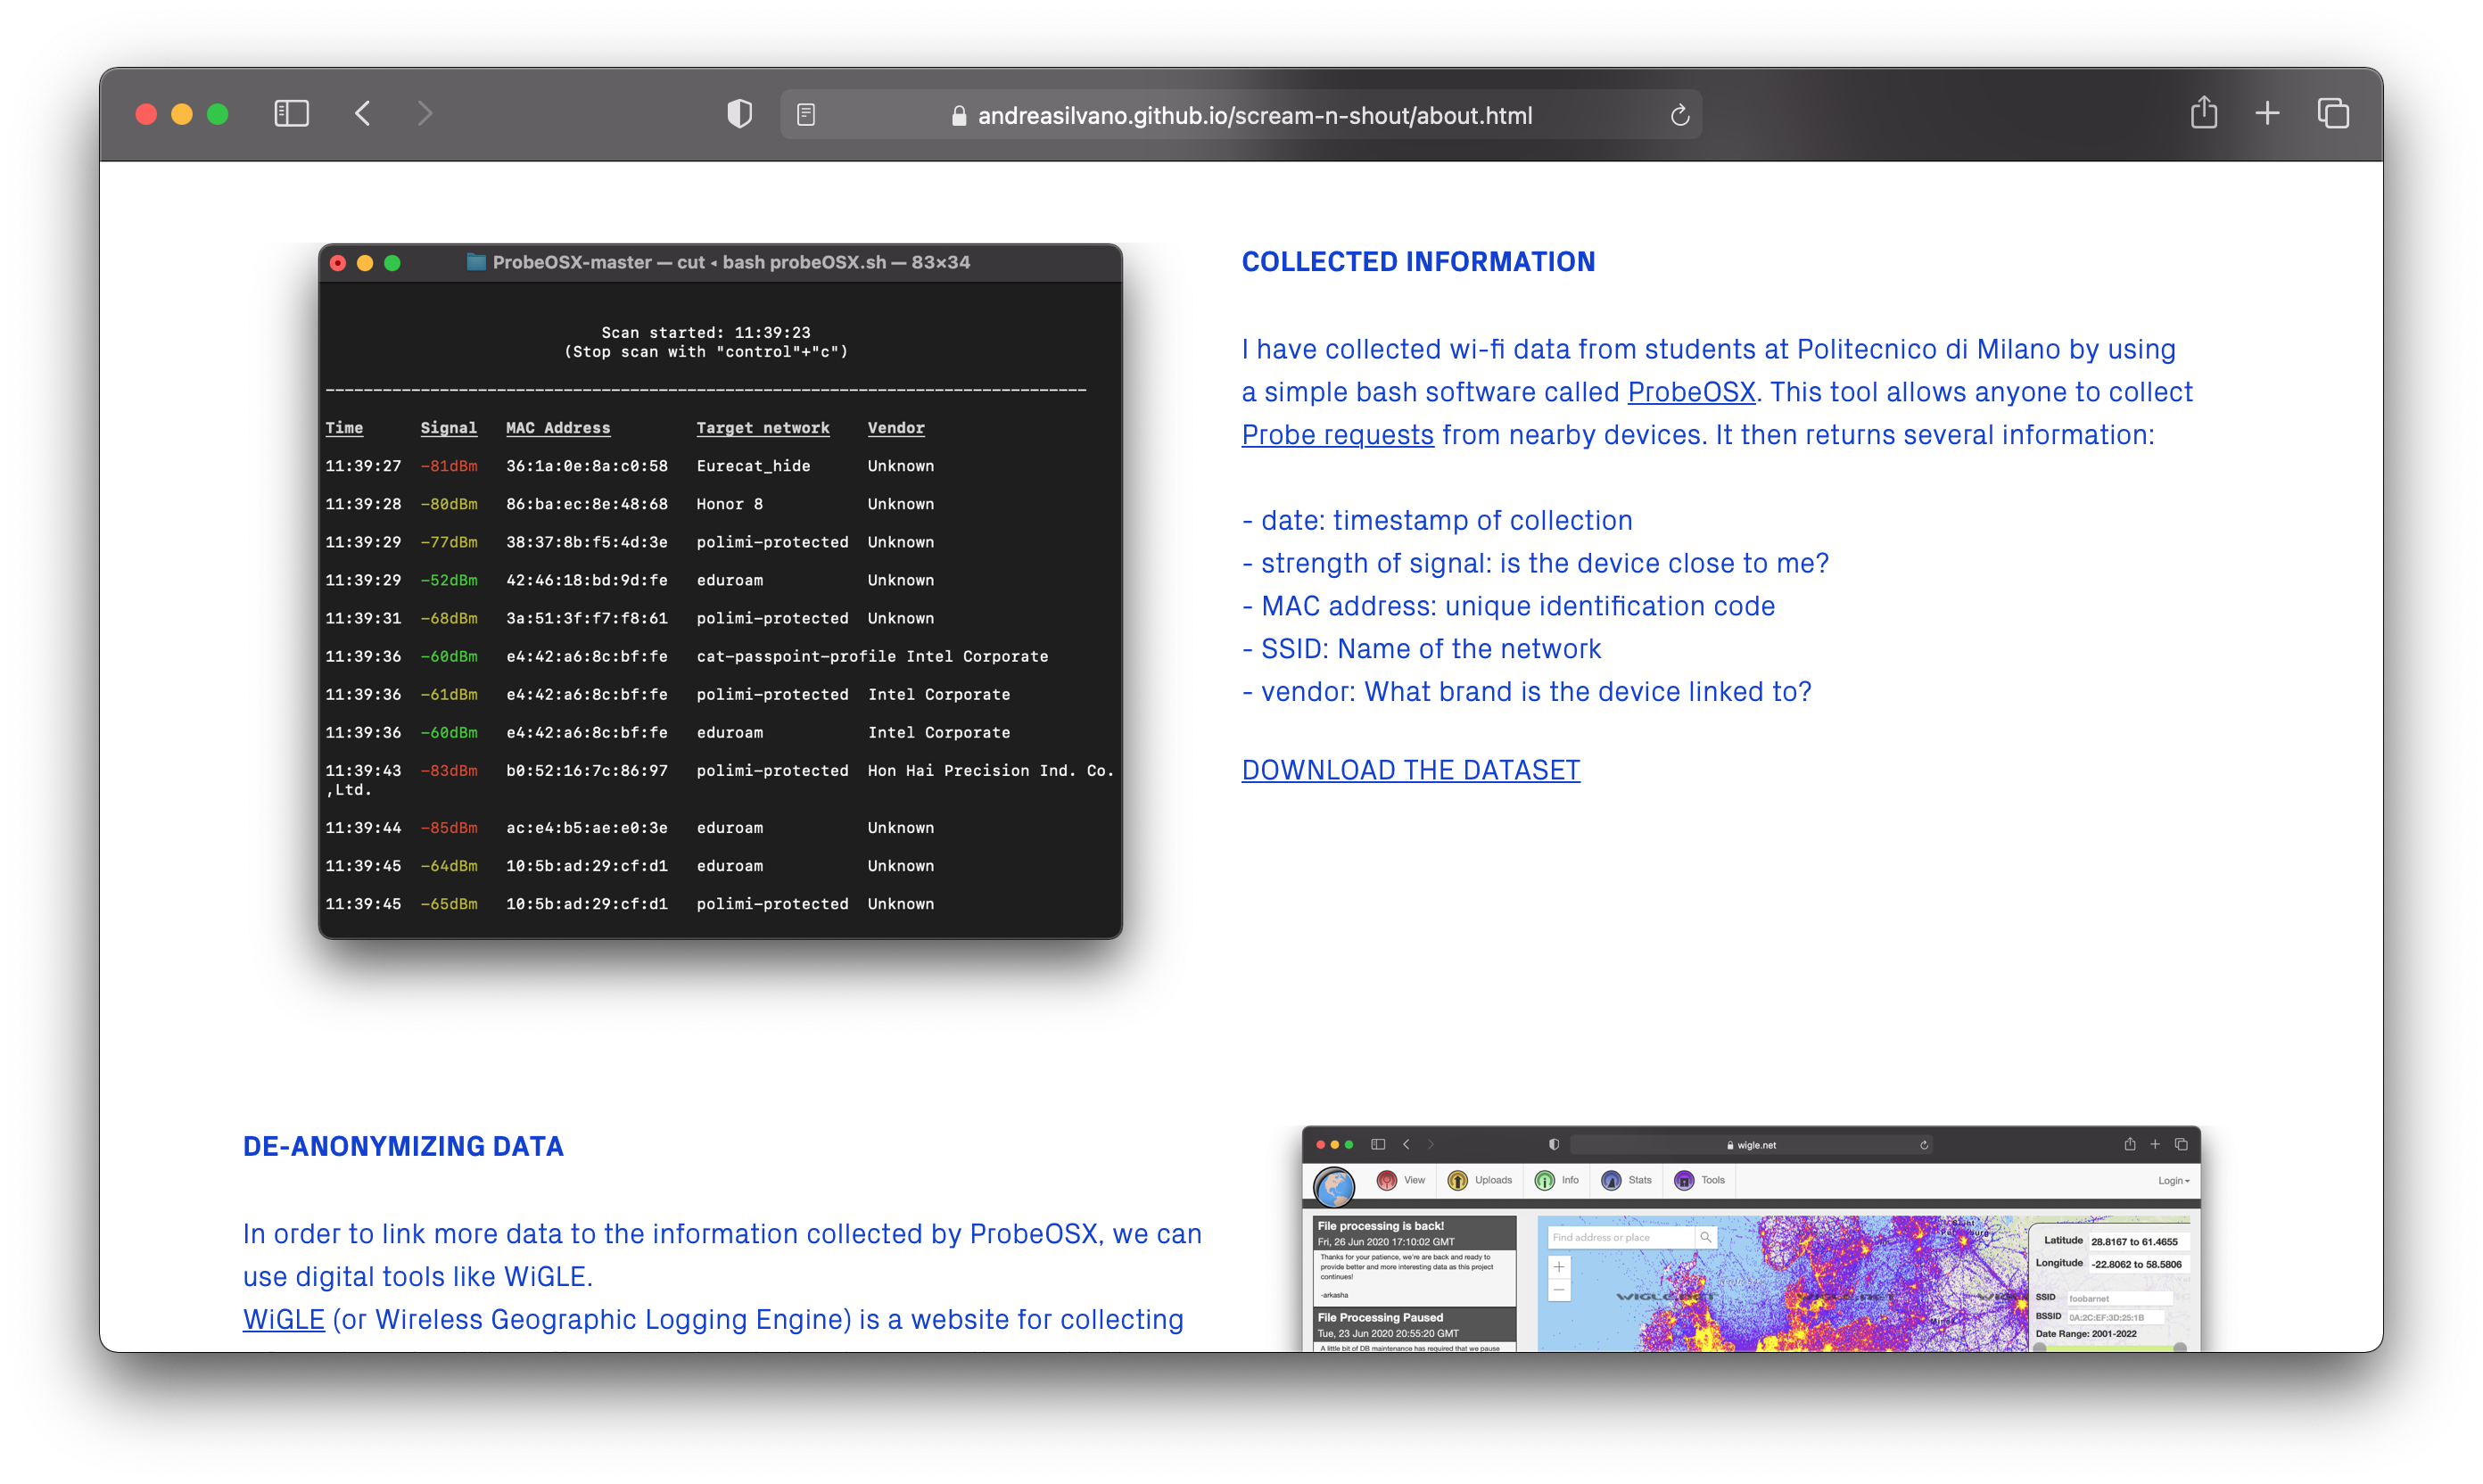 andreasilvano.github.io/scream-n-shout/about.html
ProbeOSX-master — cut ◂ bash probeOSX.sh — 83×34
Scan started: 11:39:23
(Stop scan with "control"+"c")
--------------------------------------------------------------------------------
Time Signal MAC Address Target network Vendor
11:39:27 -81dBm 36:1a:0e:8a:c0:58 Eurecat_hide Unknown
11:39:28 -80dBm 86:ba:ec:8e:48:68 Honor 8 Unknown
11:39:29 -77dBm 38:37:8b:f5:4d:3e polimi-protected Unknown
11:39:29 -52dBm 42:46:18:bd:9d:fe eduroam Unknown
11:39:31 -68dBm 3a:51:3f:f7:f8:61 polimi-protected Unknown
11:39:36 -60dBm e4:42:a6:8c:bf:fe cat-passpoint-profile Intel Corporate
11:39:36 -61dBm e4:42:a6:8c:bf:fe polimi-protected Intel Corporate
11:39:36 -60dBm e4:42:a6:8c:bf:fe eduroam Intel Corporate
11:39:43 -83dBm b0:52:16:7c:86:97 polimi-protected Hon Hai Precision Ind. Co.
,Ltd.
11:39:44 -85dBm ac:e4:b5:ae:e0:3e eduroam Unknown
11:39:45 -64dBm 10:5b:ad:29:cf:d1 eduroam Unknown
11:39:45 -65dBm 10:5b:ad:29:cf:d1 polimi-protected Unknown
COLLECTED INFORMATION
I have collected wi-fi data from students at Politecnico di Milano by using
a simple bash software called ProbeOSX. This tool allows anyone to collect
Probe requests from nearby devices. It then returns several information:
- date: timestamp of collection
- strength of signal: is the device close to me?
- MAC address: unique identification code
- SSID: Name of the network
- vendor: What brand is the device linked to?
DOWNLOAD THE DATASET
DE-ANONYMIZING DATA
In order to link more data to the information collected by ProbeOSX, we can
use digital tools like WiGLE.
WiGLE (or Wireless Geographic Logging Engine) is a website for collecting
wigle.net
View Uploads Info Stats Tools Login
File processing is back!
Fri, 26 Jun 2020 17:10:02 GMT
Thanks for your patience, we're are back and ready to
provide better and more interesting data as this project
continues!
-arkasha
File Processing Paused
Tue, 23 Jun 2020 20:55:20 GMT
A little bit of DB maintenance has required that we pause
Find address or place
+
−
WIGLE.NET
Latitude 28.8167 to 61.4655
Longitude -22.8062 to 58.5806
SSID foobarnet
BSSID 0A:2C:EF:3D:25:1B
Date Range: 2001-2022